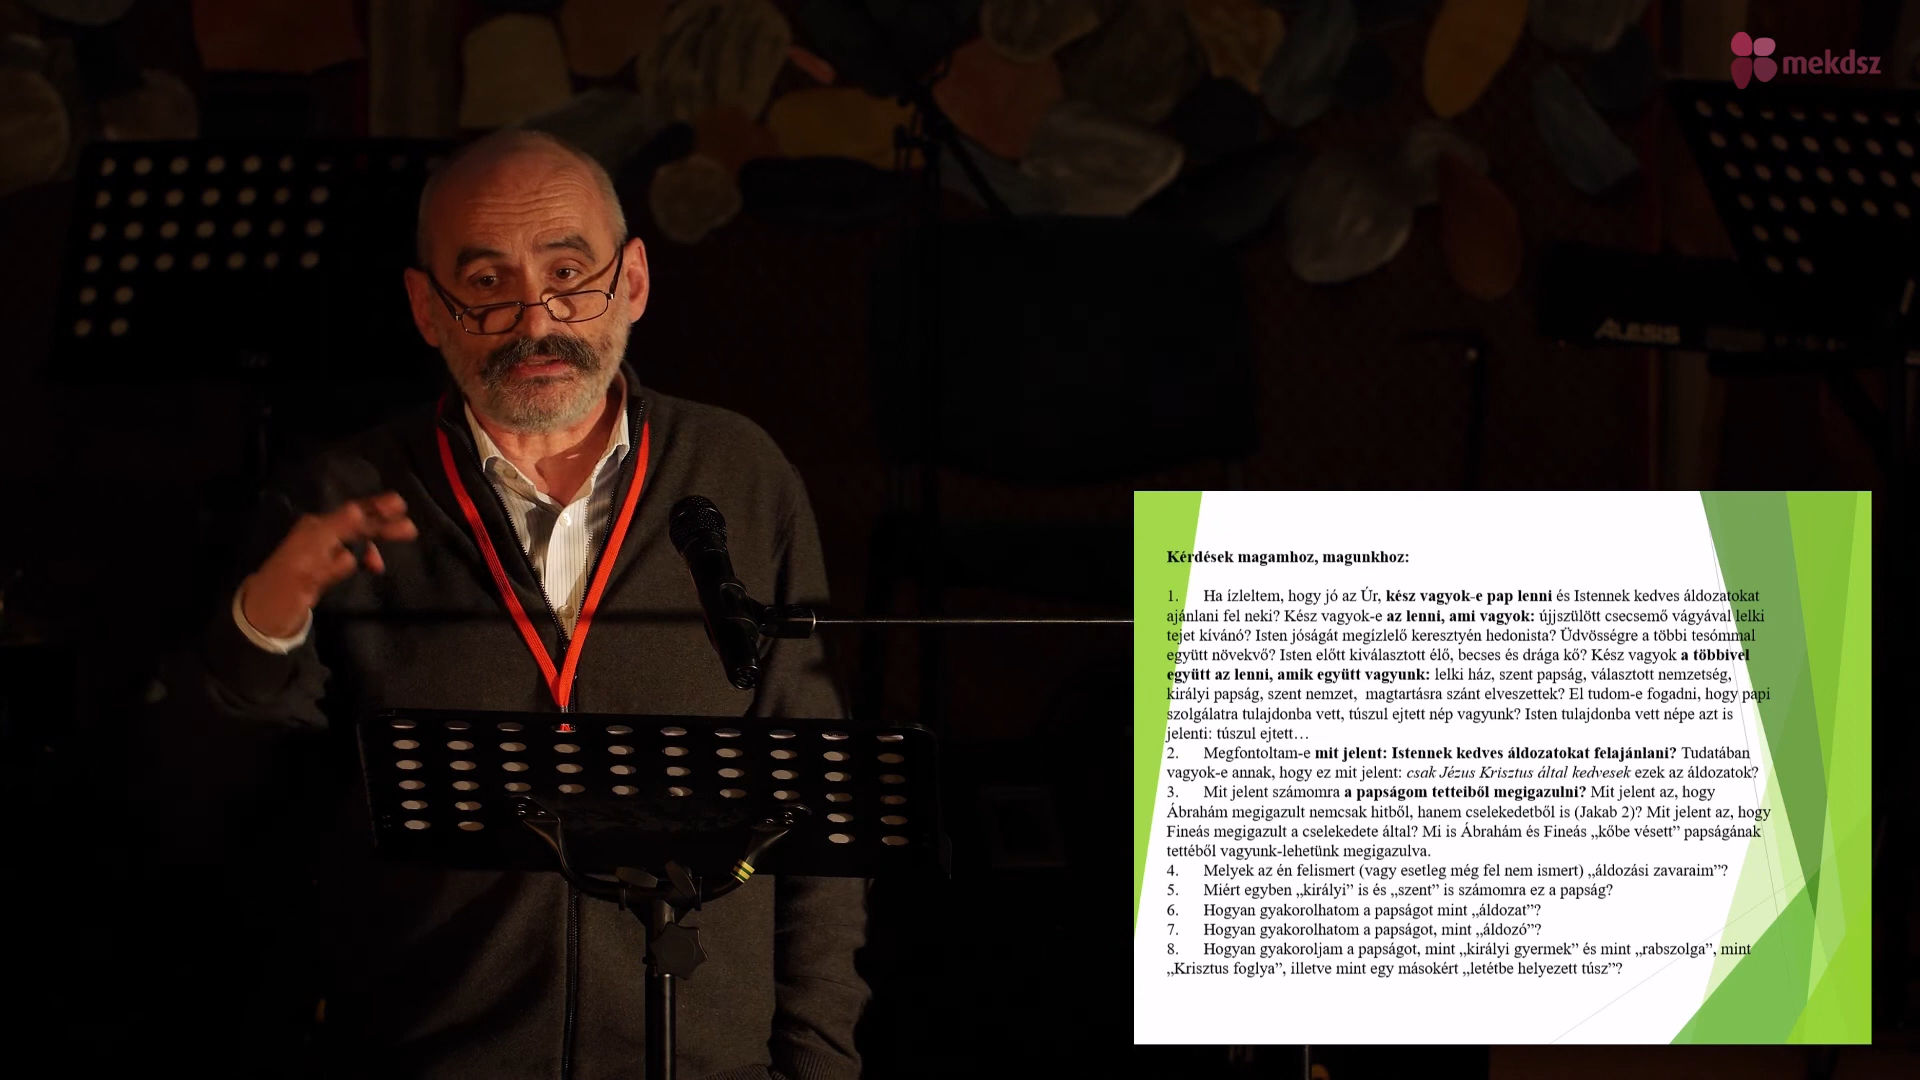 mekdsz
ALESIS
Kérdések magamhoz, magunkhoz:
1. Ha ízleltem, hogy jó az Úr, kész vagyok-e pap lenni és Istennek kedves áldozatokat
ajánlani fel neki? Kész vagyok-e az lenni, ami vagyok: újjszülött csecsemő vágyával lelki
tejet kívánó? Isten jóságát megízlelő keresztyén hedonista? Üdvösségre a többi tesómmal
együtt növekvő? Isten előtt kiválasztott élő, becses és drága kő? Kész vagyok a többivel
együtt az lenni, amik együtt vagyunk: lelki ház, szent papság, választott nemzetség,
királyi papság, szent nemzet, magtartásra szánt elveszettek? El tudom-e fogadni, hogy papi
szolgálatra tulajdonba vett, túszul ejtett nép vagyunk? Isten tulajdonba vett népe azt is
jelenti: túszul ejtett…
2. Megfontoltam-e mit jelent: Istennek kedves áldozatokat felajánlani? Tudatában
vagyok-e annak, hogy ez mit jelent: csak Jézus Krisztus által kedvesek ezek az áldozatok?
3. Mit jelent számomra a papságom tetteiből megigazulni? Mit jelent az, hogy
Ábrahám megigazult nemcsak hitből, hanem cselekedetből is (Jakab 2)? Mit jelent az, hogy
Fineás megigazult a cselekedete által? Mi is Ábrahám és Fineás „kőbe vésett” papságának
tettéből vagyunk-lehetünk megigazulva.
4. Melyek az én felismert (vagy esetleg még fel nem ismert) „áldozási zavaraim”?
5. Miért egyben „királyi” is és „szent” is számomra ez a papság?
6. Hogyan gyakorolhatom a papságot mint „áldozat”?
7. Hogyan gyakorolhatom a papságot, mint „áldozó”?
8. Hogyan gyakoroljam a papságot, mint „királyi gyermek” és mint „rabszolga”, mint
„Krisztus foglya”, illetve mint egy másokért „letétbe helyezett túsz”?